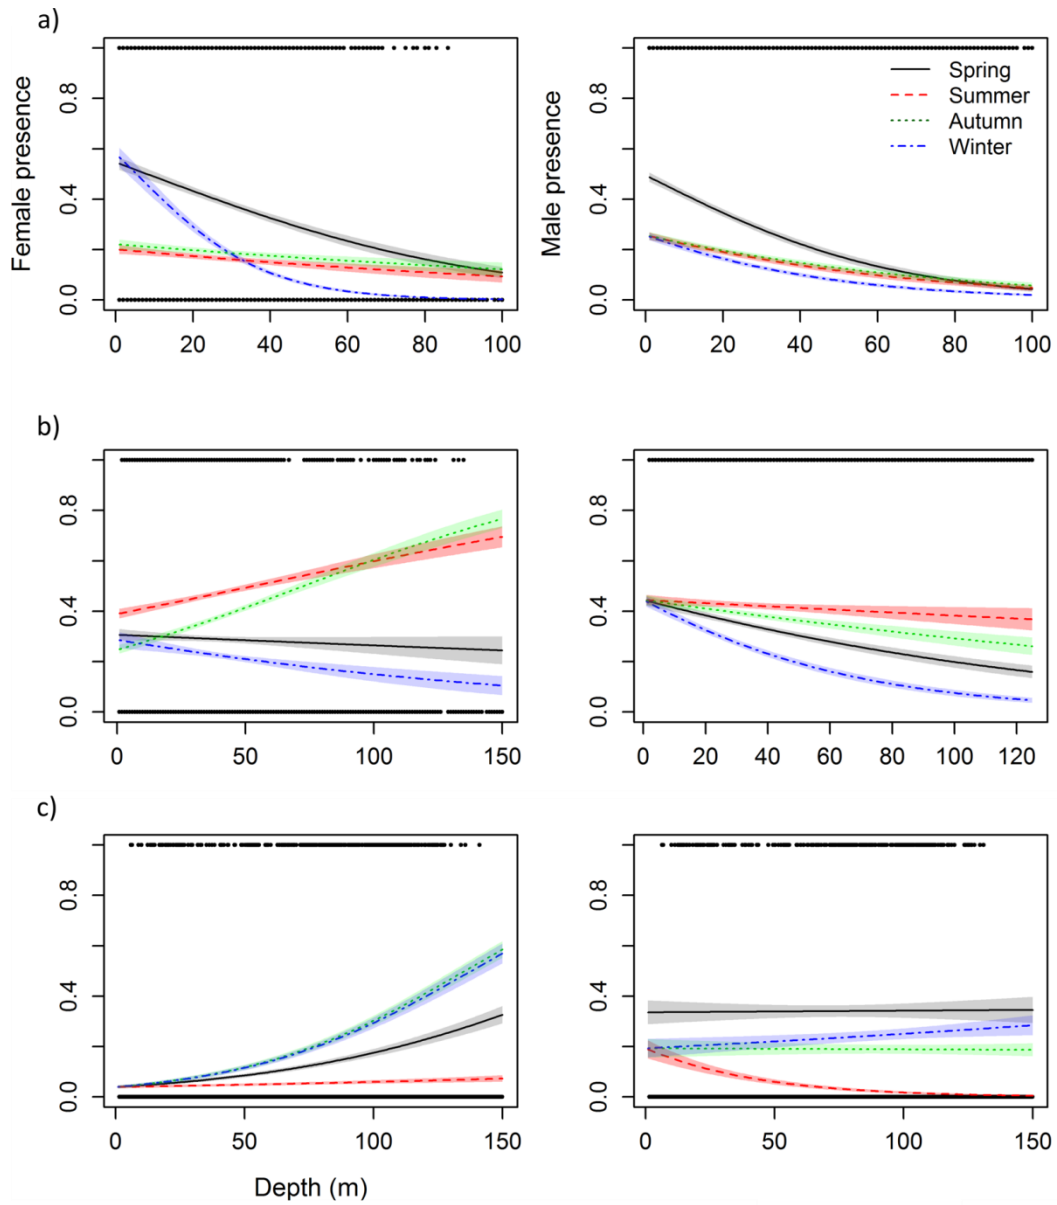 a)
Female presence
0.0 0.4 0.8
0 20 40 60 80 100
Male presence
0.0 0.4 0.8
Spring
Summer
Autumn
Winter
0 20 40 60 80 100
b)
0.0 0.4 0.8
0 50 100 150
0.0 0.4 0.8
0 20 40 60 80 100 120
c)
0.0 0.4 0.8
0 50 100 150
0.0 0.4 0.8
0 50 100 150
Depth (m)